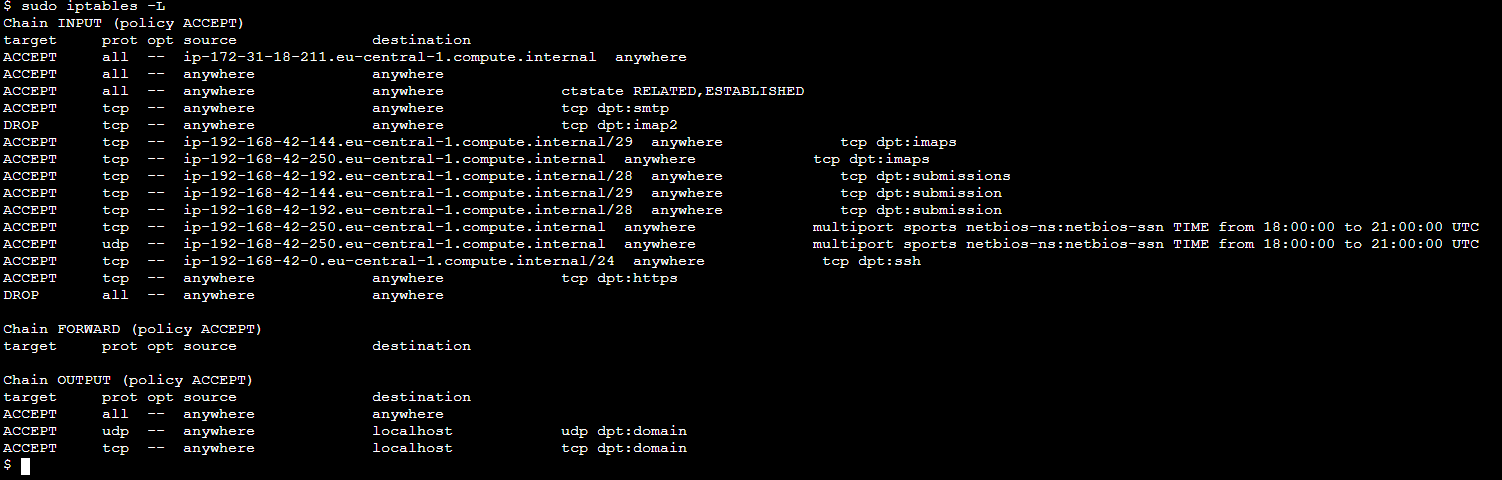 $ sudo iptables -L
Chain INPUT (policy ACCEPT)
target     prot opt source               destination
ACCEPT     all  --  ip-172-31-18-211.eu-central-1.compute.internal  anywhere
ACCEPT     all  --  anywhere             anywhere
ACCEPT     all  --  anywhere             anywhere             ctstate RELATED,ESTABLISHED
ACCEPT     tcp  --  anywhere             anywhere             tcp dpt:smtp
DROP       tcp  --  anywhere             anywhere             tcp dpt:imap2
ACCEPT     tcp  --  ip-192-168-42-144.eu-central-1.compute.internal/29  anywhere             tcp dpt:imaps
ACCEPT     tcp  --  ip-192-168-42-250.eu-central-1.compute.internal  anywhere             tcp dpt:imaps
ACCEPT     tcp  --  ip-192-168-42-192.eu-central-1.compute.internal/28  anywhere             tcp dpt:submissions
ACCEPT     tcp  --  ip-192-168-42-144.eu-central-1.compute.internal/29  anywhere             tcp dpt:submission
ACCEPT     tcp  --  ip-192-168-42-192.eu-central-1.compute.internal/28  anywhere             tcp dpt:submission
ACCEPT     tcp  --  ip-192-168-42-250.eu-central-1.compute.internal  anywhere             multiport sports netbios-ns:netbios-ssn TIME from 18:00:00 to 21:00:00 UTC
ACCEPT     udp  --  ip-192-168-42-250.eu-central-1.compute.internal  anywhere             multiport sports netbios-ns:netbios-ssn TIME from 18:00:00 to 21:00:00 UTC
ACCEPT     tcp  --  ip-192-168-42-0.eu-central-1.compute.internal/24  anywhere             tcp dpt:ssh
ACCEPT     tcp  --  anywhere             anywhere             tcp dpt:https
DROP       all  --  anywhere             anywhere

Chain FORWARD (policy ACCEPT)
target     prot opt source               destination

Chain OUTPUT (policy ACCEPT)
target     prot opt source               destination
ACCEPT     all  --  anywhere             anywhere
ACCEPT     udp  --  anywhere             localhost            udp dpt:domain
ACCEPT     tcp  --  anywhere             localhost            tcp dpt:domain
$